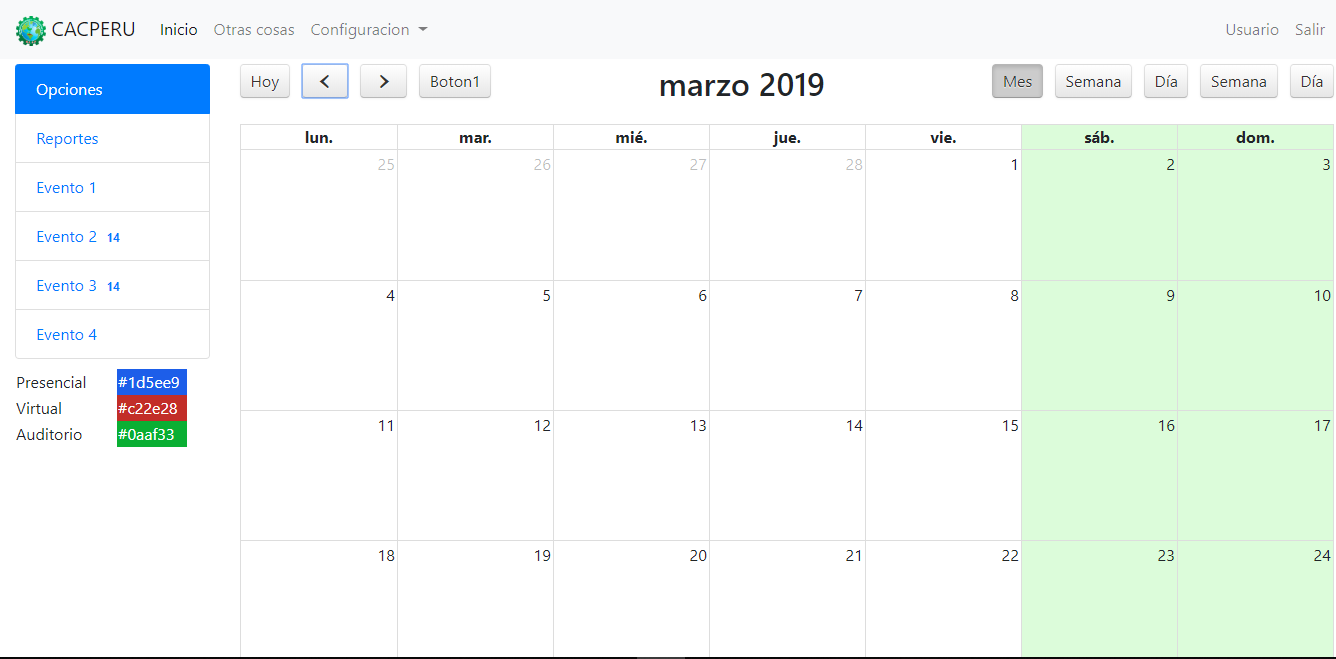 CACPERU Inicio Otras cosas Configuracion Usuario Salir
Opciones
Reportes
Evento 1
Evento 2 14
Evento 3 14
Evento 4
Presencial #1d5ee9
Virtual #c22e28
Auditorio #0aaf33
Hoy Boton1 marzo 2019 Mes Semana Día Semana Día
lun. mar. mié. jue. vie. sáb. dom.
25 26 27 28 1 2 3
4 5 6 7 8 9 10
11 12 13 14 15 16 17
18 19 20 21 22 23 24